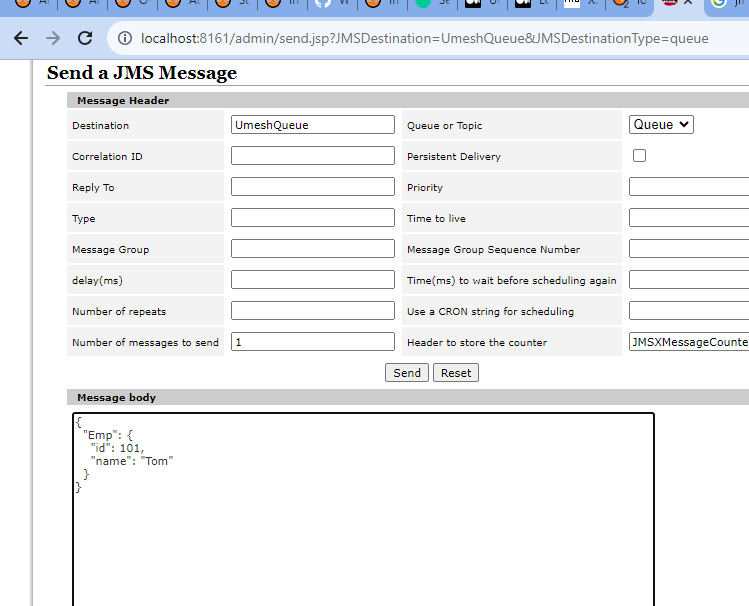 localhost:8161/admin/send.jsp?JMSDestination=UmeshQueue&JMSDestinationType=queue
Send a JMS Message
Message Header
Destination UmeshQueue Queue or Topic Queue
Correlation ID Persistent Delivery
Reply To Priority
Type Time to live
Message Group Message Group Sequence Number
delay(ms) Time(ms) to wait before scheduling again
Number of repeats Use a CRON string for scheduling
Number of messages to send 1 Header to store the counter JMSXMessageCounte
Send Reset
Message body
{
"Emp": {
"id": 101,
"name": "Tom"
}
}